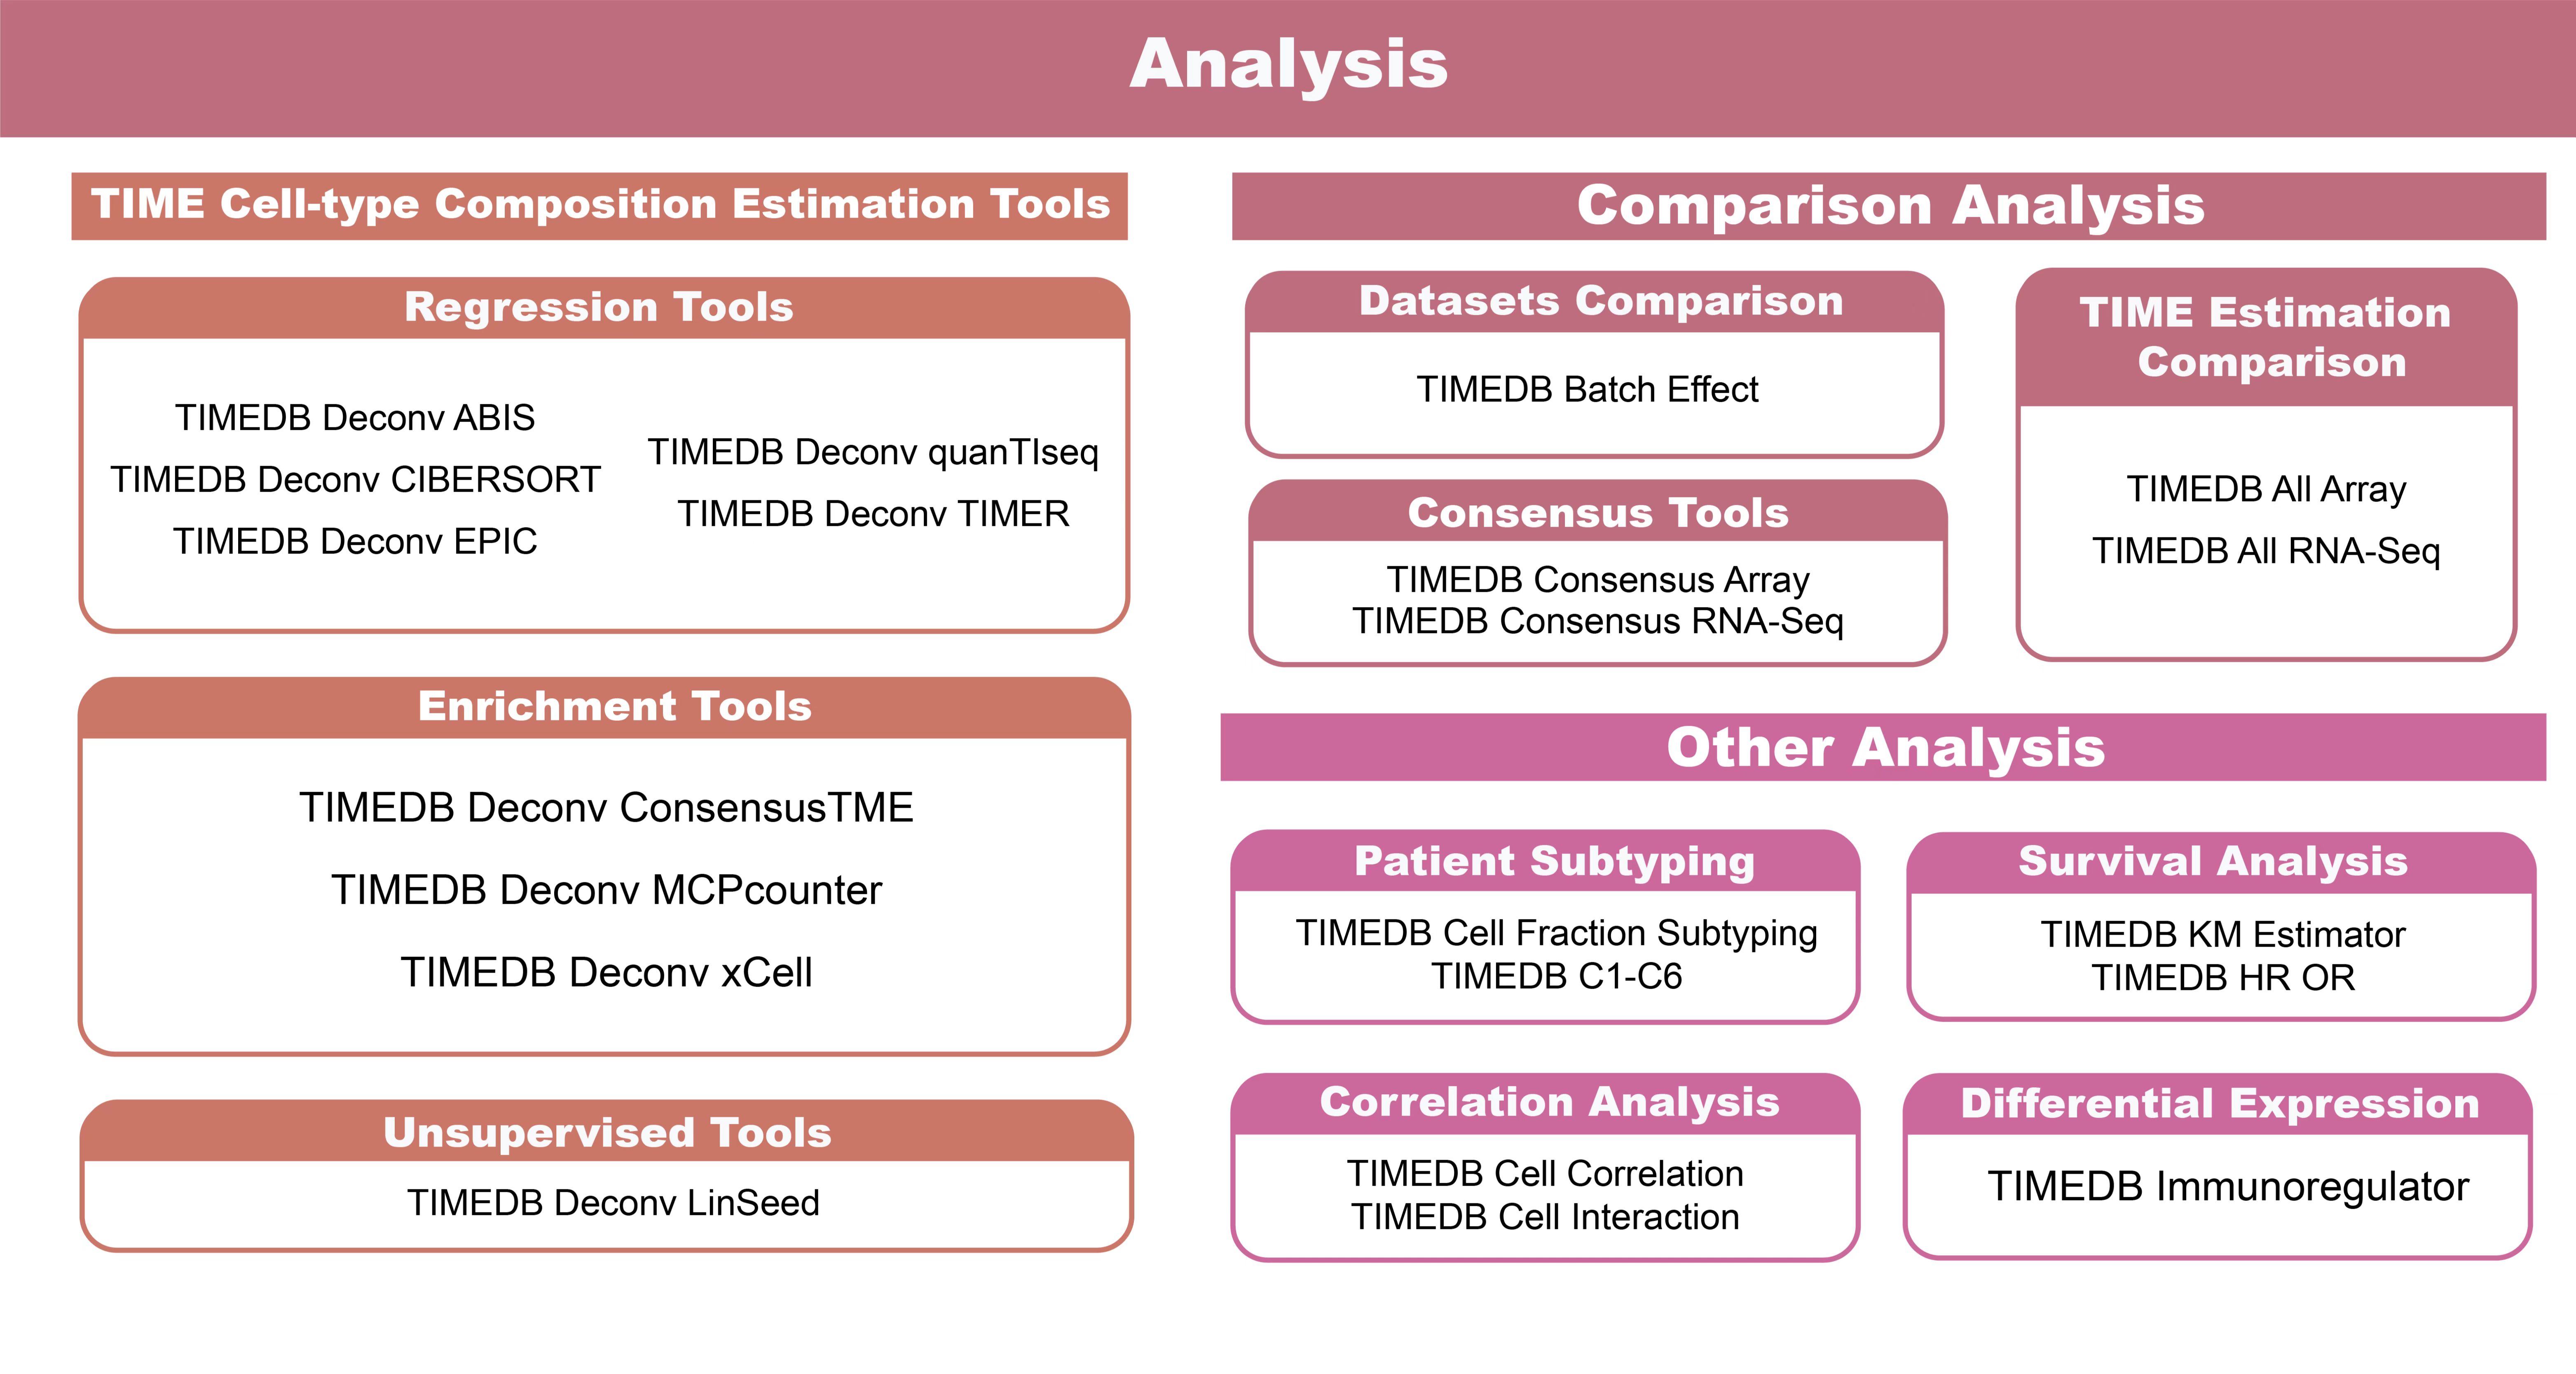 Analysis
TIME Cell-type Composition Estimation Tools
Regression Tools
TIMEDB Deconv ABIS
TIMEDB Deconv CIBERSORT
TIMEDB Deconv EPIC
TIMEDB Deconv quanTIseq
TIMEDB Deconv TIMER
Enrichment Tools
TIMEDB Deconv ConsensusTME
TIMEDB Deconv MCPcounter
TIMEDB Deconv xCell
Unsupervised Tools
TIMEDB Deconv LinSeed
Comparison Analysis
Datasets Comparison
TIMEDB Batch Effect
Consensus Tools
TIMEDB Consensus Array
TIMEDB Consensus RNA-Seq
TIME Estimation
Comparison
TIMEDB All Array
TIMEDB All RNA-Seq
Other Analysis
Patient Subtyping
TIMEDB Cell Fraction Subtyping
TIMEDB C1-C6
Survival Analysis
TIMEDB KM Estimator
TIMEDB HR OR
Correlation Analysis
TIMEDB Cell Correlation
TIMEDB Cell Interaction
Differential Expression
TIMEDB Immunoregulator